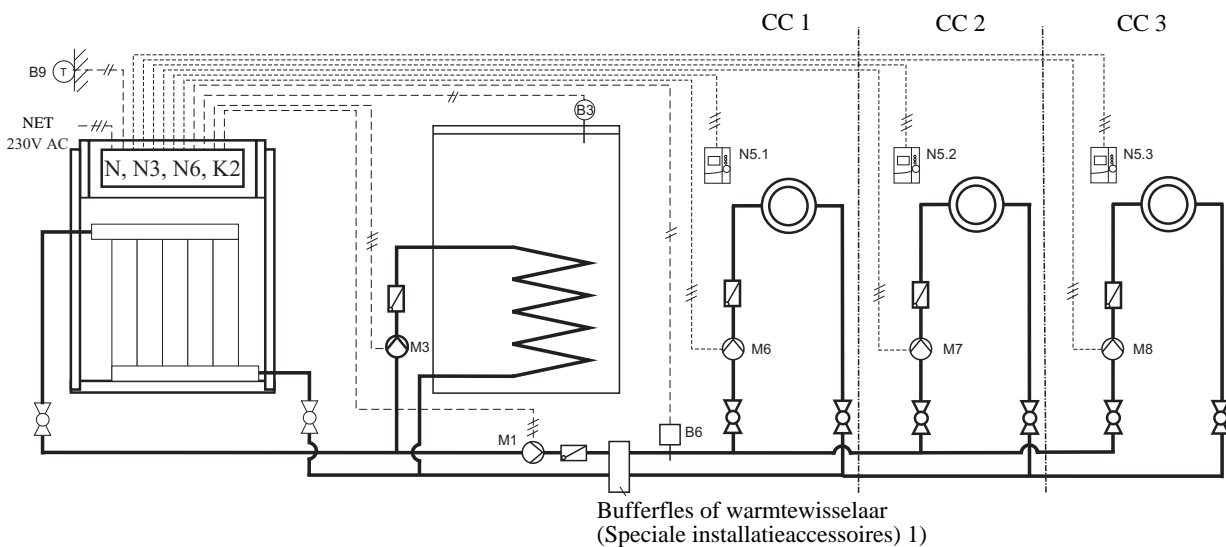 CC 1
CC 2
CC 3
B9
T
NET
230V AC
N, N3, N6, K2
B3
N5.1
N5.2
N5.3
M3
M6
M7
M8
M1
B6
Bufferfles of warmtewisselaar
(Speciale installatieaccessoires) 1)